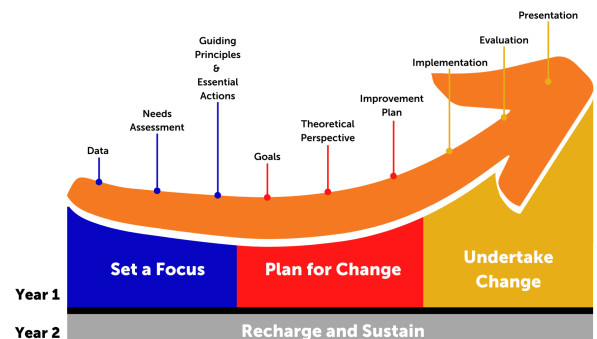 Presentation
Evaluation
Guiding
Principles
&
Essential
Actions
Implementation
Improvement
Plan
Needs
Assessment
Theoretical
Perspective
Data
Goals
Set a Focus
Plan for Change
Undertake
Change
Year 1
Year 2
Recharge and Sustain